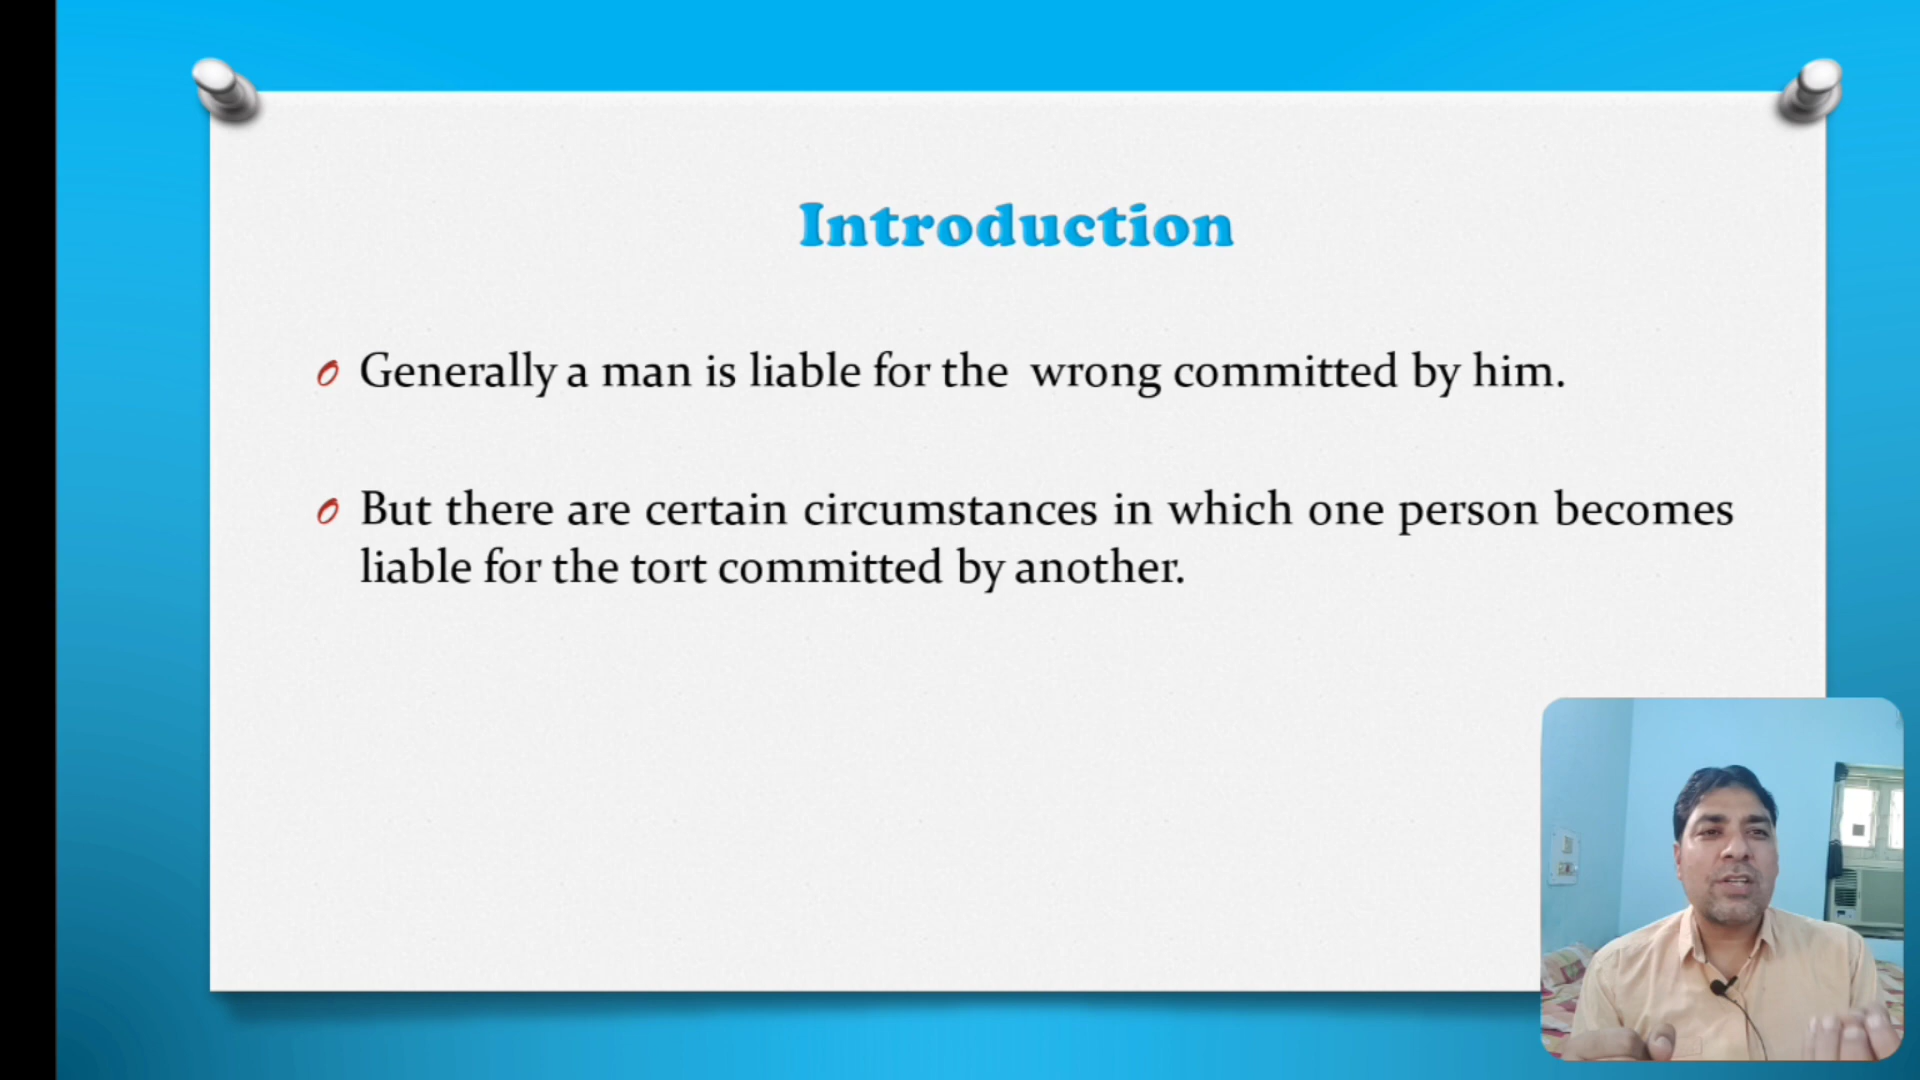 Introduction
Generally a man is liable for the wrong committed by him.
But there are certain circumstances in which one person becomes
liable for the tort committed by another.